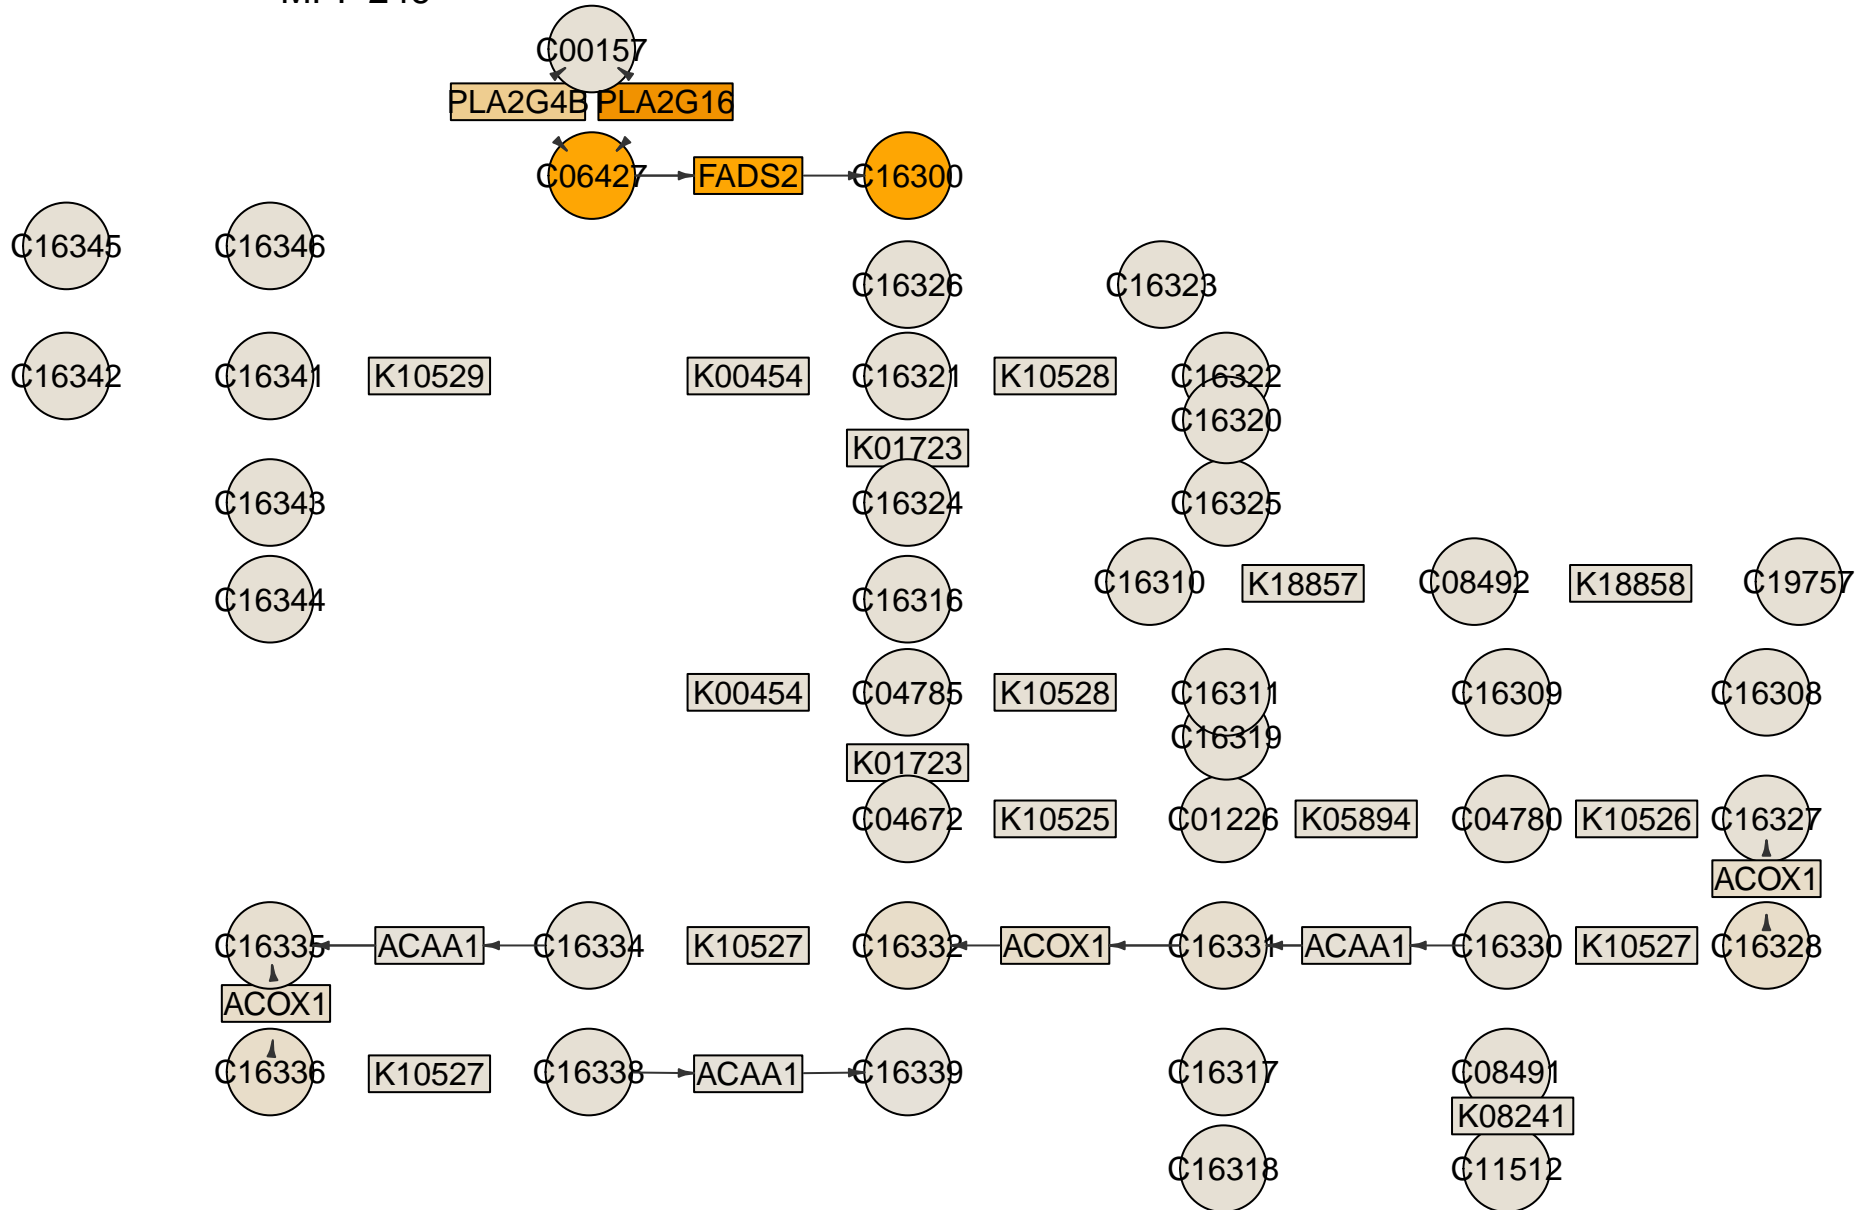 C00157
PLA2G4B PLA2G16
C06427 FADS2 C16300
C16345 C16346
C16326 C16323
C16342 C16341 K10529 K00454 C16321 K10528 C16322
C16320
K01723
C16343 C16324 C16325
C16310 K18857 C08492 K18858 C19757
C16344 C16316
K00454 C04785 K10528 C16311 C16309 C16308
C16319
K01723
C04672 K10525 C01226 K05894 C04780 K10526 C16327
ACOX1
C16335 ACAA1 C16334 K10527 C16332 ACOX1 C16331 ACAA1 C16330 K10527 C16328
ACOX1
C16336 K10527 C16338 ACAA1 C16339 C16317 C08491
K08241
C16318 C11512